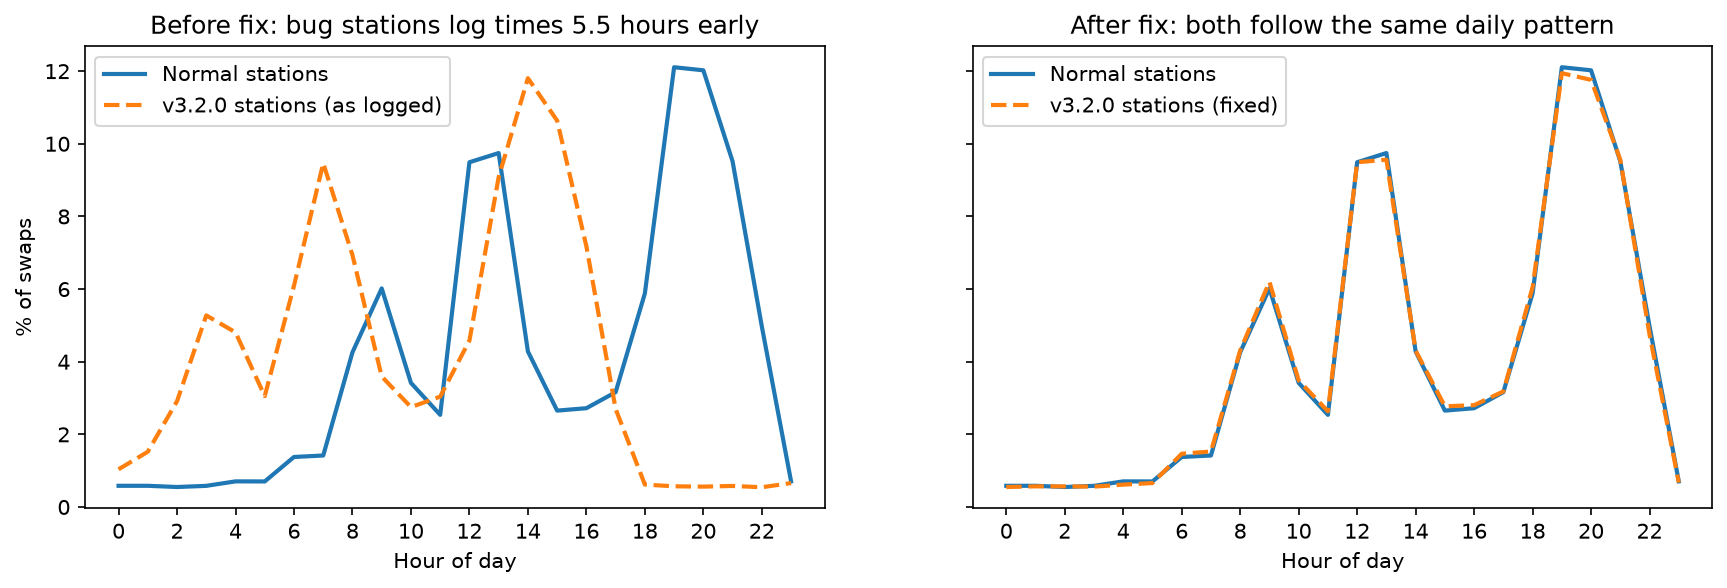 Before fix: bug stations log times 5.5 hours early
Normal stations
v3.2.0 stations (as logged)
% of swaps
12
10
8
6
4
2
0
0 2 4 6 8 10 12 14 16 18 20 22
Hour of day
After fix: both follow the same daily pattern
Normal stations
v3.2.0 stations (fixed)
0 2 4 6 8 10 12 14 16 18 20 22
Hour of day